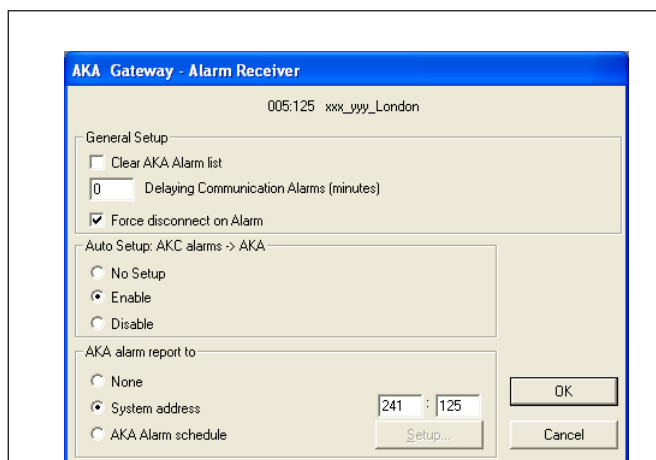 AKA Gateway - Alarm Receiver
005:125 xxx_yyy_London
General Setup
Clear AKA Alarm list
0 Delaying Communication Alarms (minutes)
Force disconnect on Alarm
Auto Setup: AKC alarms -> AKA
No Setup
Enable
Disable
AKA alarm report to
None
System address 241 : 125
AKA Alarm schedule Setup...
OK
Cancel